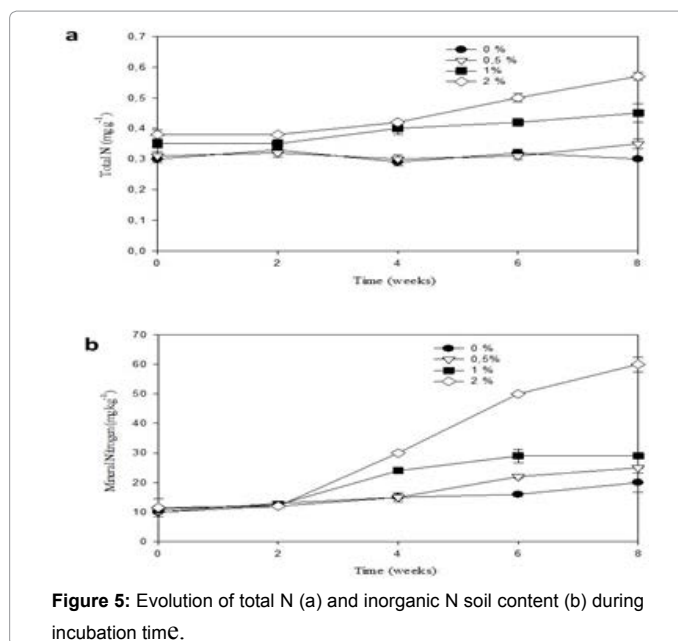 a
0 %
0,5 %
1%
2 %
0,7
0,6
0,5
0,4
0,3
0,2
0,1
0,0
Total N (mg.g-1)
0 2 4 6 8
Time (weeks)
b
0 %
0,5%
1 %
2 %
70
60
50
40
30
20
10
0
Mineral Nitrogen (mg.kg-1)
0 2 4 6 8
Time (weeks)
Figure 5: Evolution of total N (a) and inorganic N soil content (b) during
incubation time.